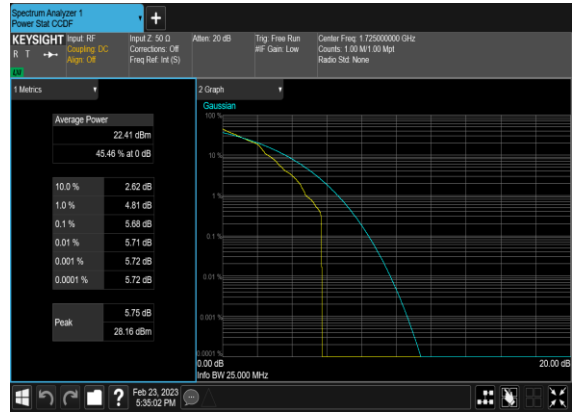 Spectrum Analyzer 1
Power Stat CCDF
KEYSIGHT
R T
LW
Input: RF
Coupling: DC
Align: Off
Input Z: 50 Ω
Corrections: Off
Freq Ref: Int (S)
Atten: 20 dB
Trig: Free Run
#IF Gain: Low
Center Freq: 1.725000000 GHz
Counts: 1.00 M/1.00 Mpt
Radio Std: None
1 Metrics
Average Power
22.41 dBm
45.46 % at 0 dB
10.0 % 2.62 dB
1.0 % 4.81 dB
0.1 % 5.68 dB
0.01 % 5.71 dB
0.001 % 5.72 dB
0.0001 % 5.72 dB
Peak
5.75 dB
28.16 dBm
2 Graph
Gaussian
100 %
10 %
1 %
0.1 %
0.01 %
0.001 %
0.0001 %
0.00 dB 20.00 dB
Info BW 25.000 MHz
Feb 23, 2023
5:35:02 PM